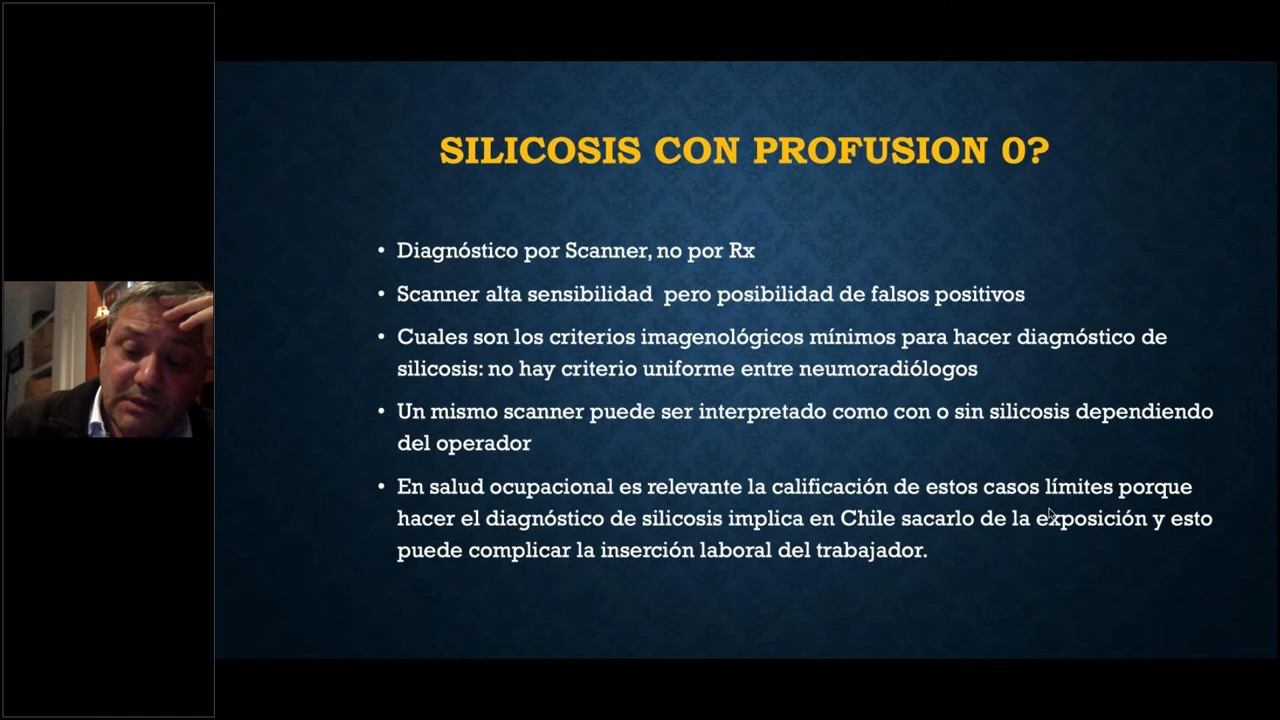 SILICOSIS CON PROFUSION 0?
• Diagnóstico por Scanner, no por Rx
• Scanner alta sensibilidad pero posibilidad de falsos positivos
• Cuales son los criterios imagenológicos mínimos para hacer diagnóstico de
silicosis: no hay criterio uniforme entre neumoradiólogos
• Un mismo scanner puede ser interpretado como con o sin silicosis dependiendo
del operador
• En salud ocupacional es relevante la calificación de estos casos límites porque
hacer el diagnóstico de silicosis implica en Chile sacarlo de la exposición y esto
puede complicar la inserción laboral del trabajador.